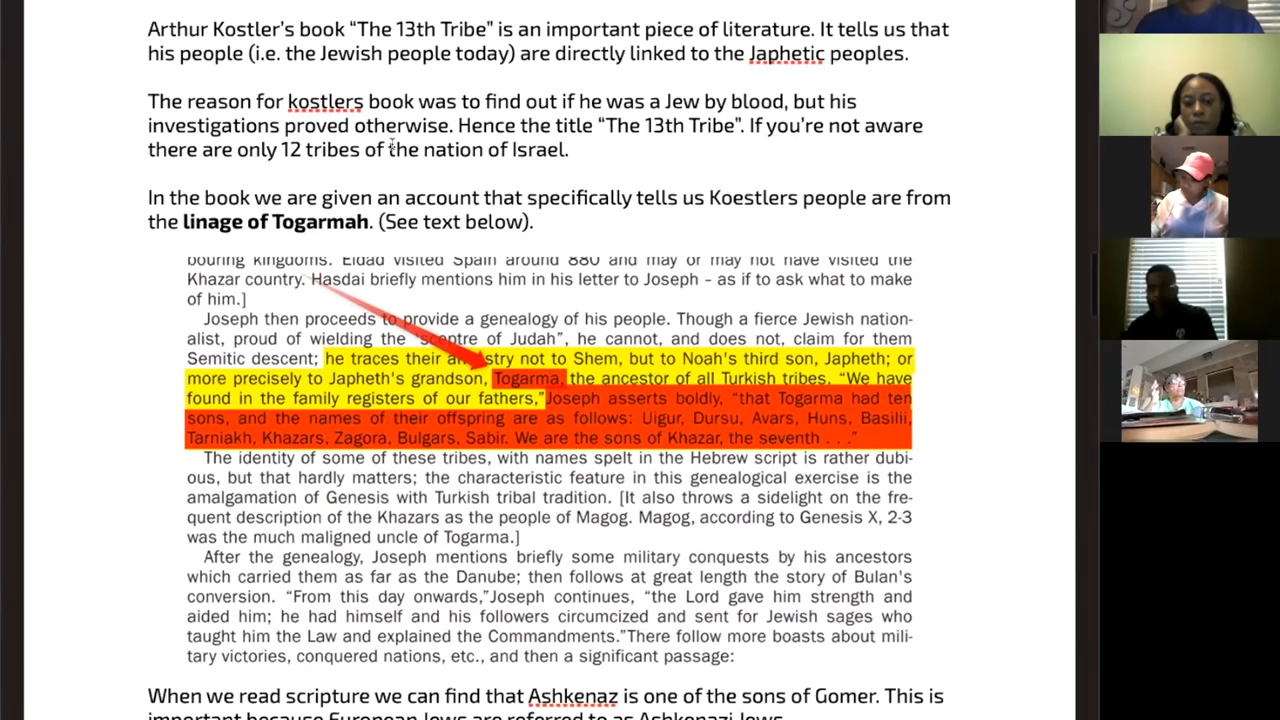 Arthur Kostler's book “The 13th Tribe” is an important piece of literature. It tells us that
his people (i.e. the Jewish people today) are directly linked to the Japhetic peoples.
The reason for kostlers book was to find out if he was a Jew by blood, but his
investigations proved otherwise. Hence the title “The 13th Tribe”. If you're not aware
there are only 12 tribes of the nation of Israel.
In the book we are given an account that specifically tells us Koestlers people are from
the linage of Togarmah. (See text below).
bouring kingdoms. Eldad visited Spain around 880 and may or may not have visited the
Khazar country. Hasdai briefly mentions him in his letter to Joseph – as if to ask what to make
of him.]
Joseph then proceeds to provide a genealogy of his people. Though a fierce Jewish nation-
alist, proud of wielding the “sceptre of Judah”, he cannot, and does not, claim for them
Semitic descent; he traces their ancestry not to Shem, but to Noah's third son, Japheth; or
more precisely to Japheth's grandson, Togarma, the ancestor of all Turkish tribes. “We have
found in the family registers of our fathers,”Joseph asserts boldly, “that Togarma had ten
sons, and the names of their offspring are as follows: Uigur, Dursu, Avars, Huns, Basilii,
Tarniakh, Khazars, Zagora, Bulgars, Sabir. We are the sons of Khazar, the seventh . . .”
The identity of some of these tribes, with names spelt in the Hebrew script is rather dubi-
ous, but that hardly matters; the characteristic feature in this genealogical exercise is the
amalgamation of Genesis with Turkish tribal tradition. [It also throws a sidelight on the fre-
quent description of the Khazars as the people of Magog. Magog, according to Genesis X, 2-3
was the much maligned uncle of Togarma.]
After the genealogy, Joseph mentions briefly some military conquests by his ancestors
which carried them as far as the Danube; then follows at great length the story of Bulan's
conversion. “From this day onwards,”Joseph continues, “the Lord gave him strength and
aided him; he had himself and his followers circumcized and sent for Jewish sages who
taught him the Law and explained the Commandments.”There follow more boasts about mili-
tary victories, conquered nations, etc., and then a significant passage:
When we read scripture we can find that Ashkenaz is one of the sons of Gomer. This is
important because European Jews are referred to as Ashkenazi Jews.